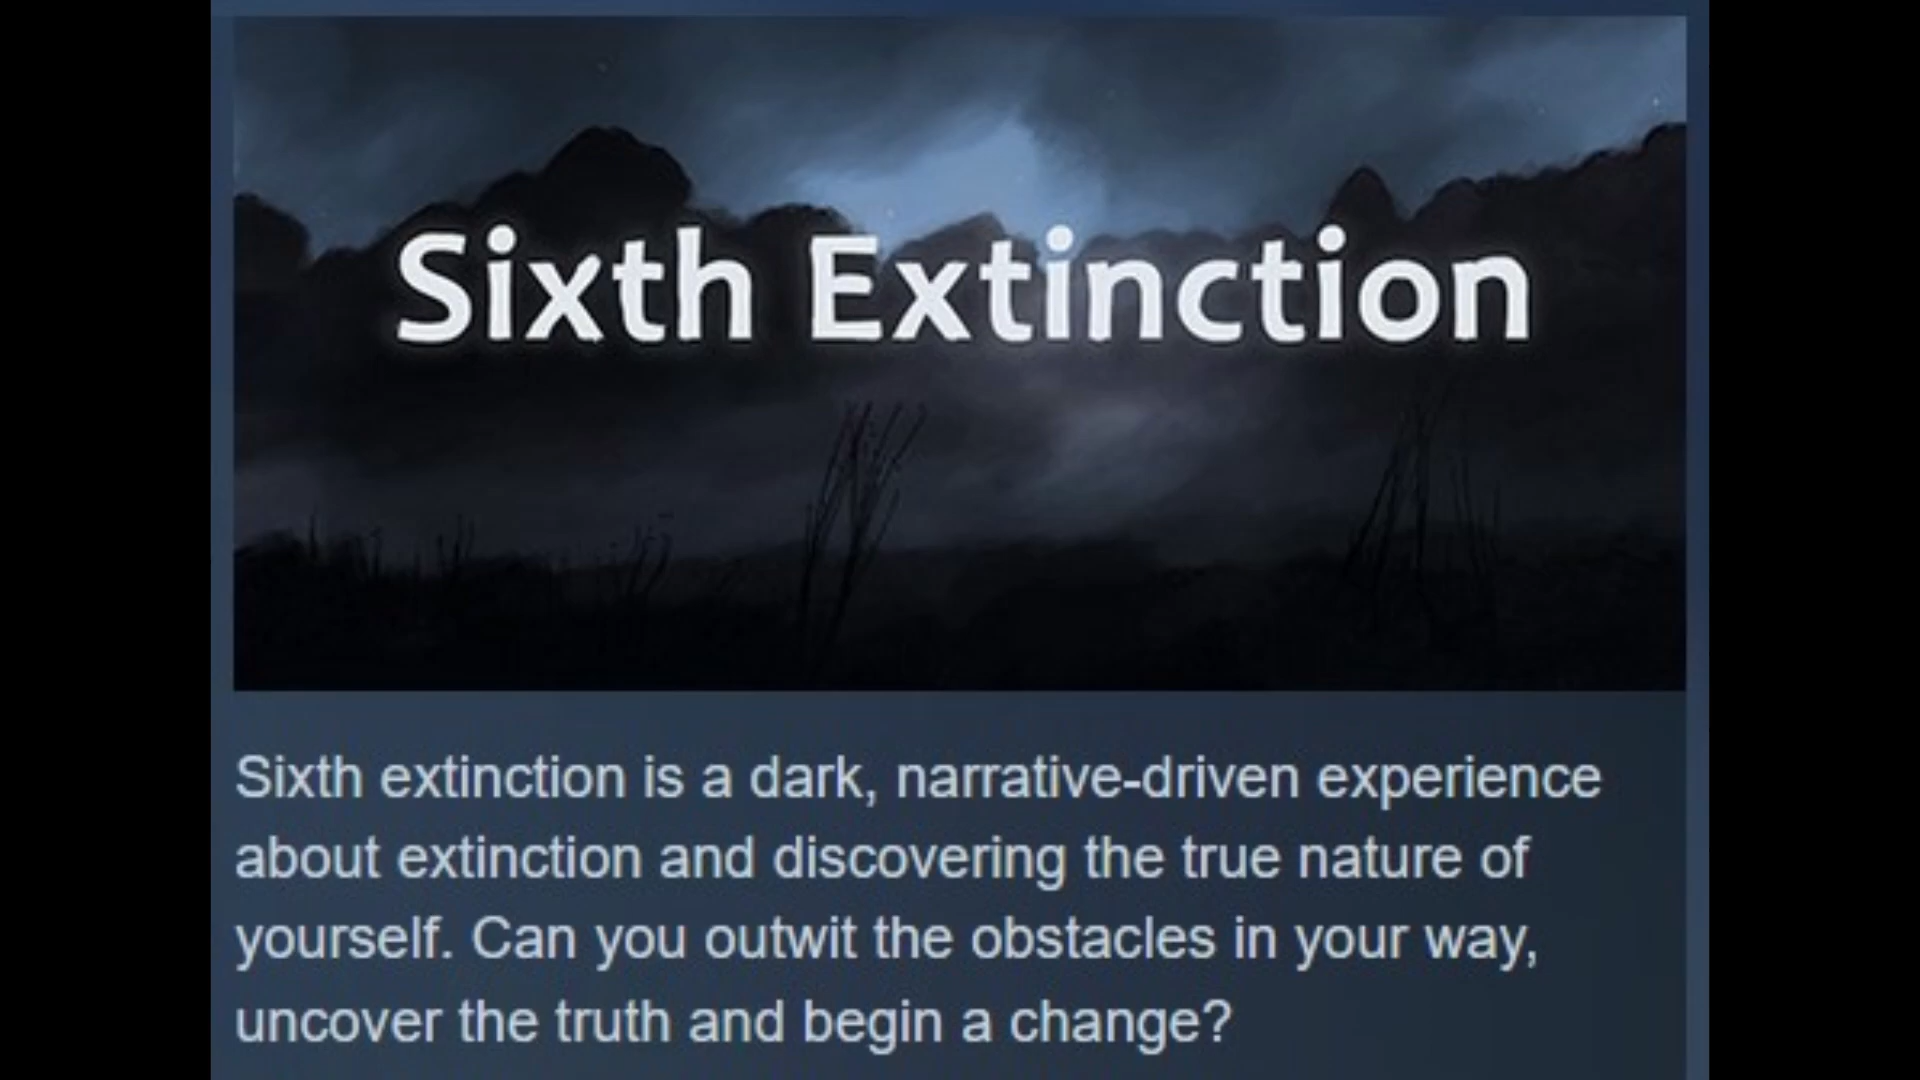 Sixth Extinction
Sixth extinction is a dark, narrative-driven experience
about extinction and discovering the true nature of
yourself. Can you outwit the obstacles in your way,
uncover the truth and begin a change?